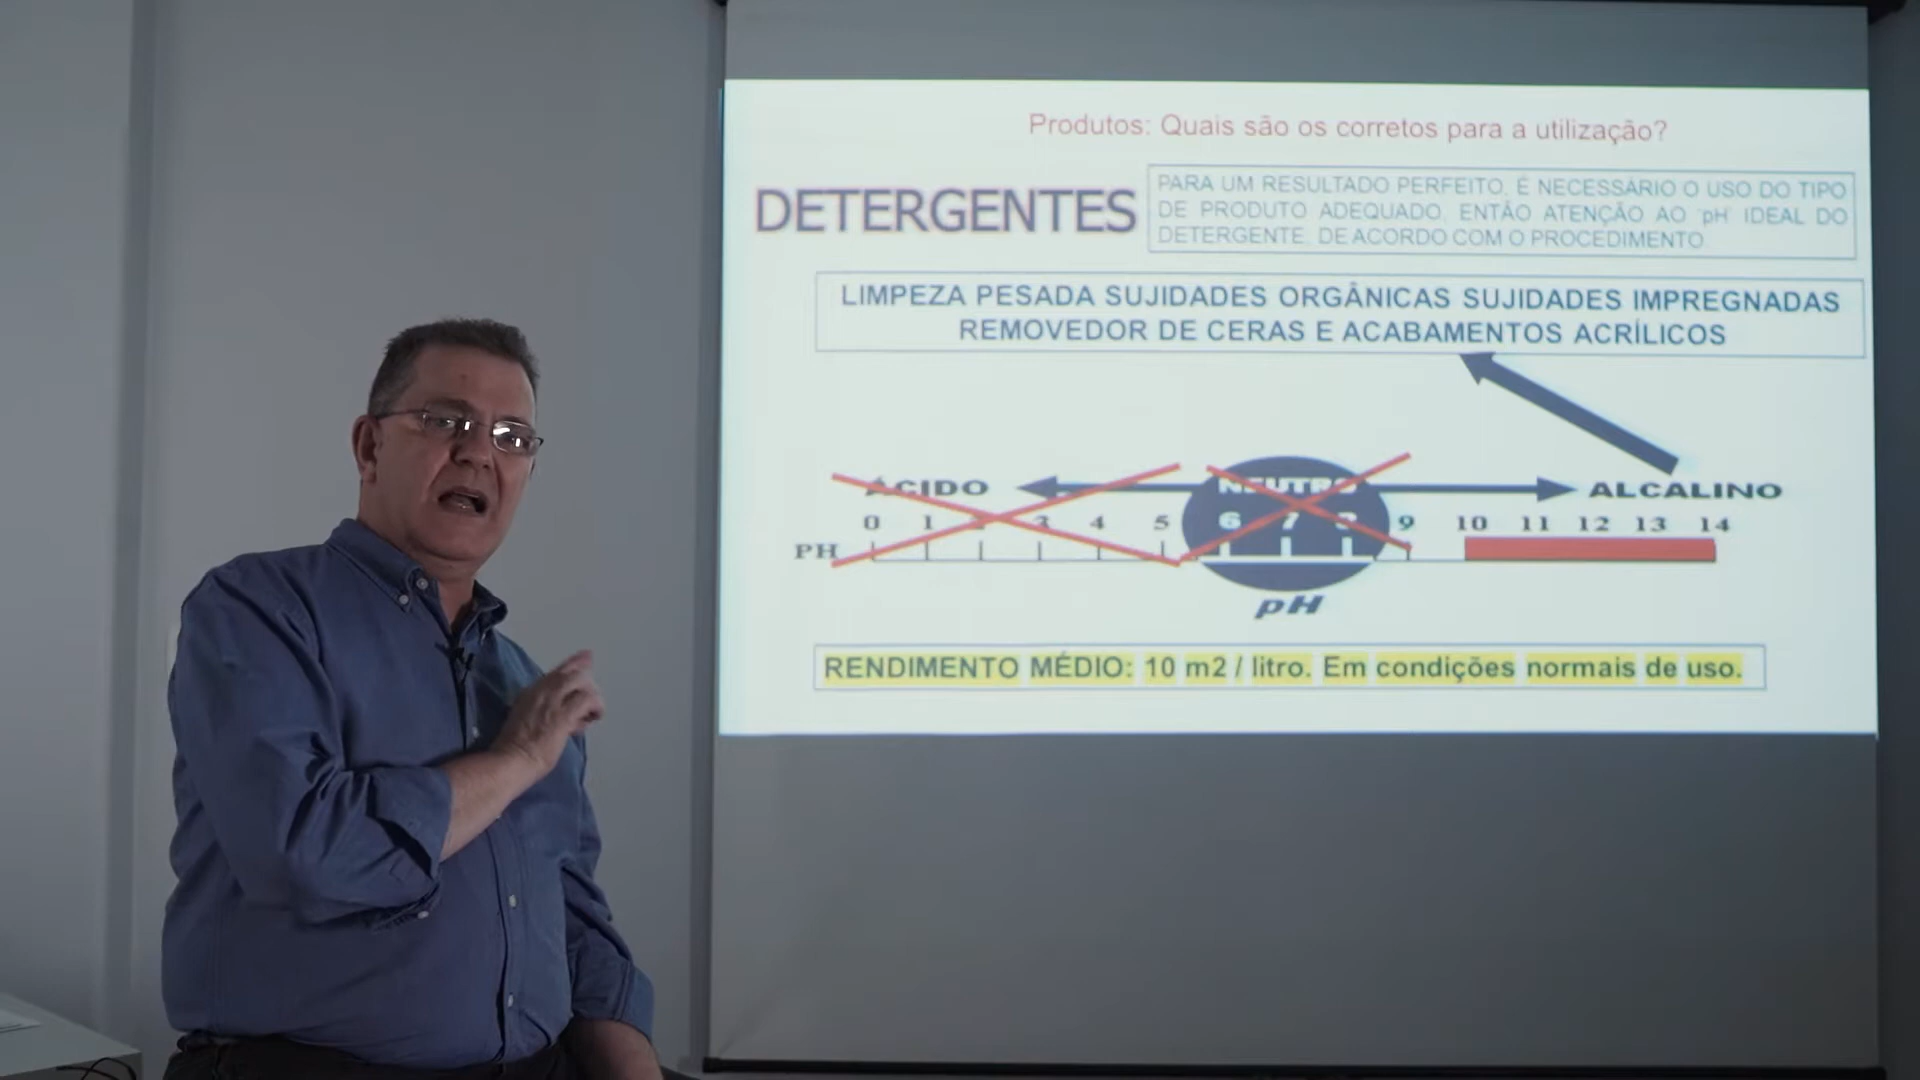 Produtos: Quais são os corretos para a utilização?
DETERGENTES
PARA UM RESULTADO PERFEITO, É NECESSÁRIO O USO DO TIPO
DE PRODUTO ADEQUADO, ENTÃO ATENÇÃO AO "pH" IDEAL DO
DETERGENTE, DE ACORDO COM O PROCEDIMENTO.
LIMPEZA PESADA SUJIDADES ORGÂNICAS SUJIDADES IMPREGNADAS
REMOVEDOR DE CERAS E ACABAMENTOS ACRÍLICOS
ÁCIDO NEUTRO ALCALINO
0 1 2 3 4 5 6 7 8 9 10 11 12 13 14
PH
pH
RENDIMENTO MÉDIO: 10 m2 / litro. Em condições normais de uso.